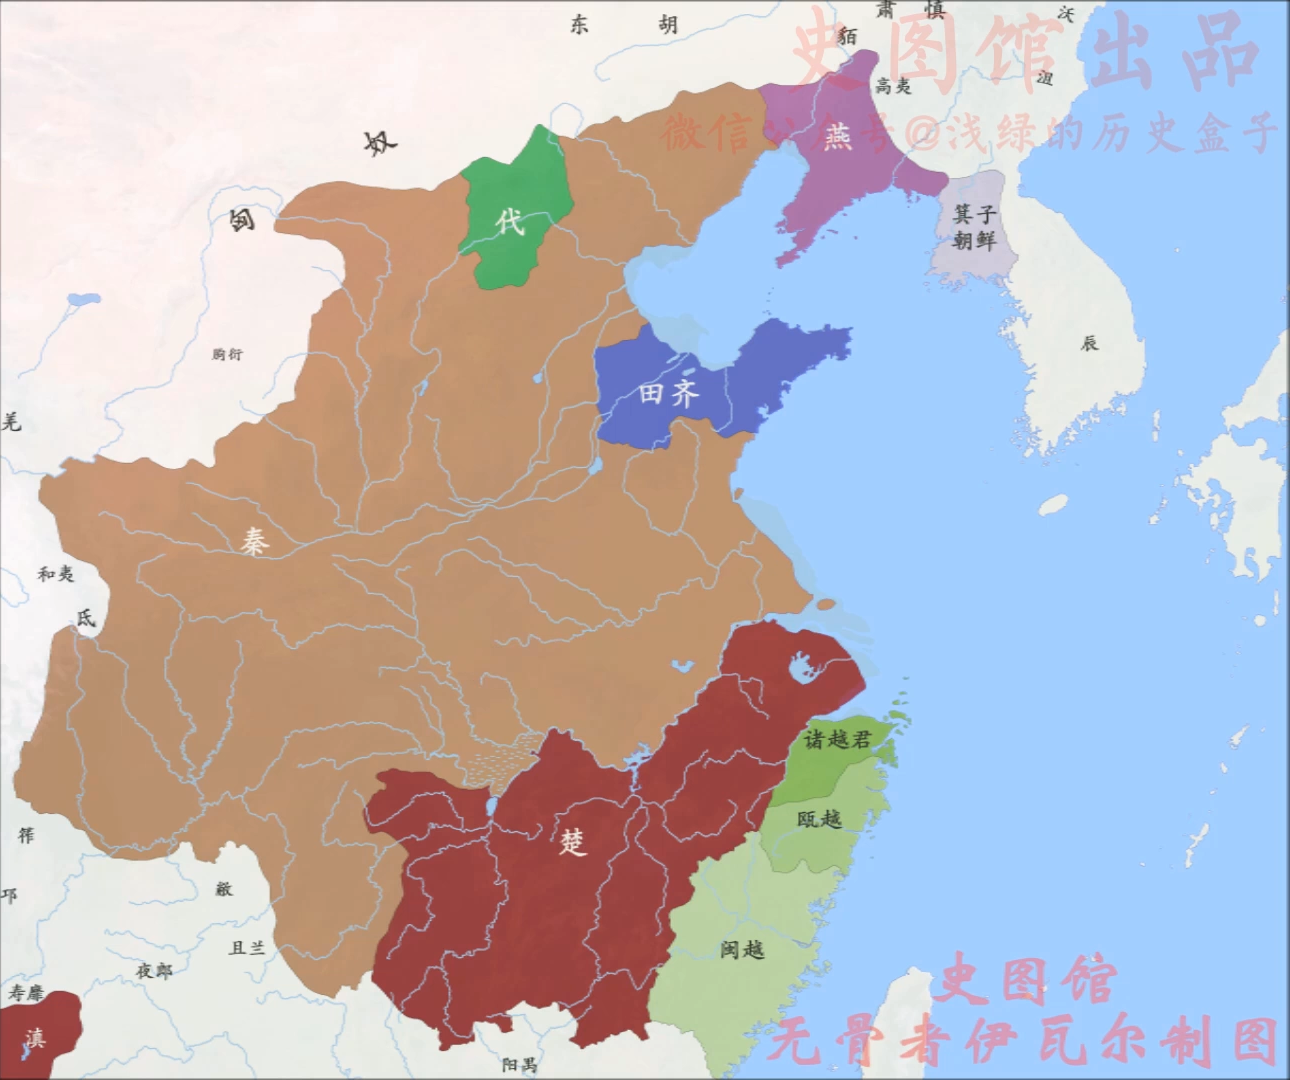 东胡
肃慎
沃沮
史图馆出品
貊
高夷
微信公众号@浅绿的历史盒子
燕
匈奴
代
箕子
朝鲜
朐衍
辰
田齐
羌
秦
和夷
氐
诸越君
瓯越
楚
筰
邛
敝
且兰
夜郎
闽越
史图馆
寿靡
滇
无骨者伊瓦尔制图
阳禺